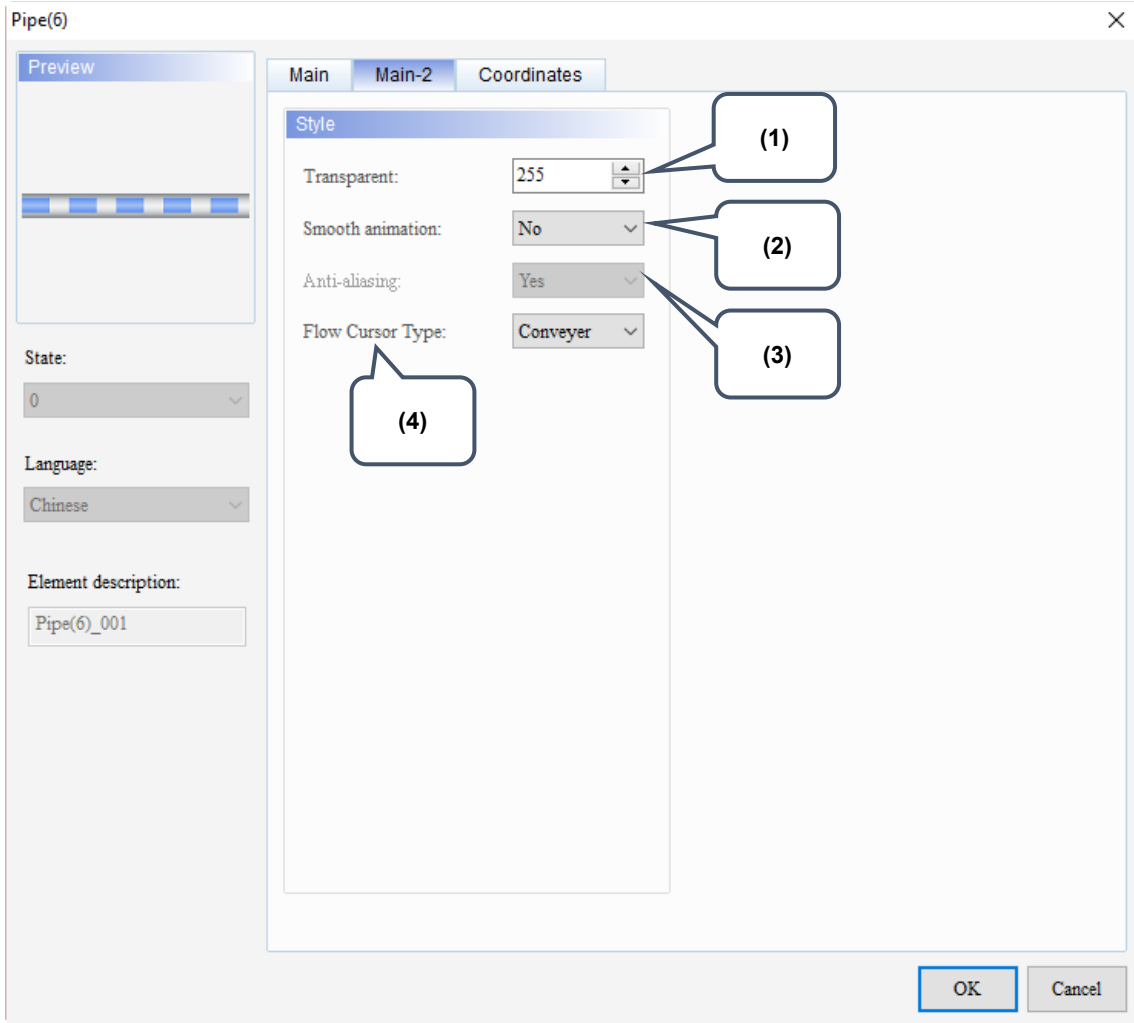 Pipe(6)
Preview
Main
Main-2
Coordinates
Style
Transparent:
255
(1)
Smooth animation:
No
(2)
Anti-aliasing:
Yes
(3)
Flow Cursor Type:
Conveyer
(4)
State:
0
Language:
Chinese
Element description:
Pipe(6)_001
OK
Cancel